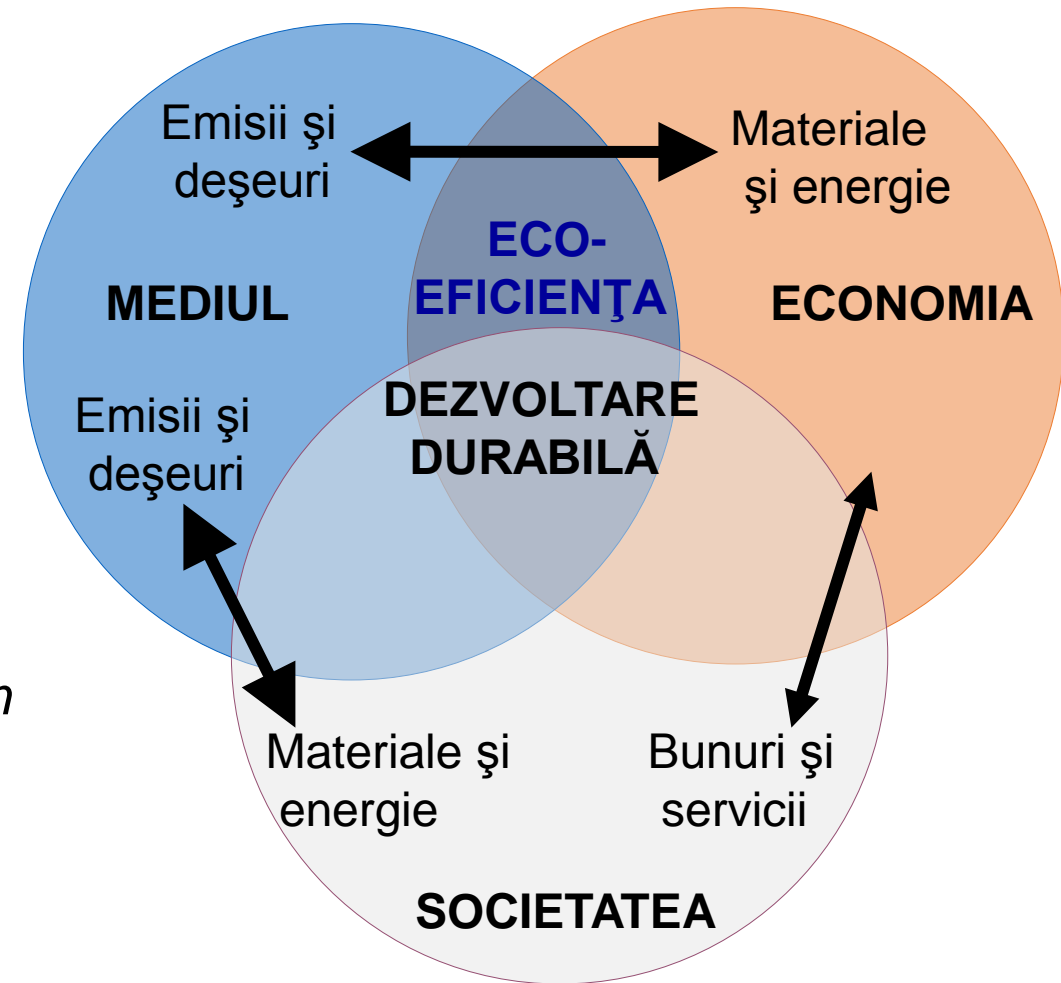 Emisii şi
deşeuri
Materiale
şi energie
ECO-
EFICIENŢA
MEDIUL
ECONOMIA
DEZVOLTARE
DURABILĂ
Emisii şi
deşeuri
n
Materiale şi
energie
Bunuri şi
servicii
SOCIETATEA